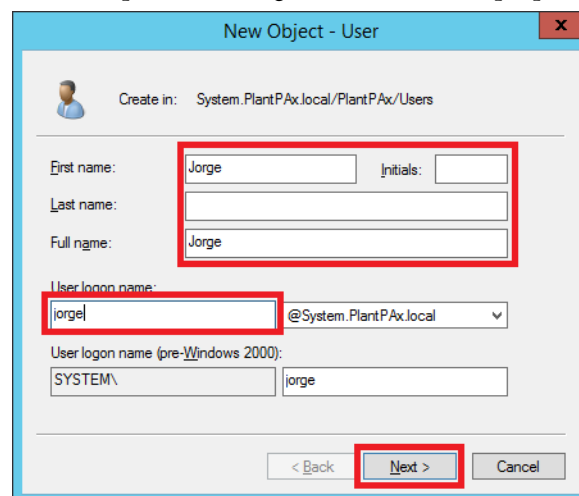 New Object - User
x
Create in: System.PlantPAx.local/PlantPAx/Users
First name: Jorge Initials:
Last name:
Full name: Jorge
User logon name:
jorge @System.PlantPAx.local
User logon name (pre-Windows 2000):
SYSTEM\ jorge
< Back Next > Cancel